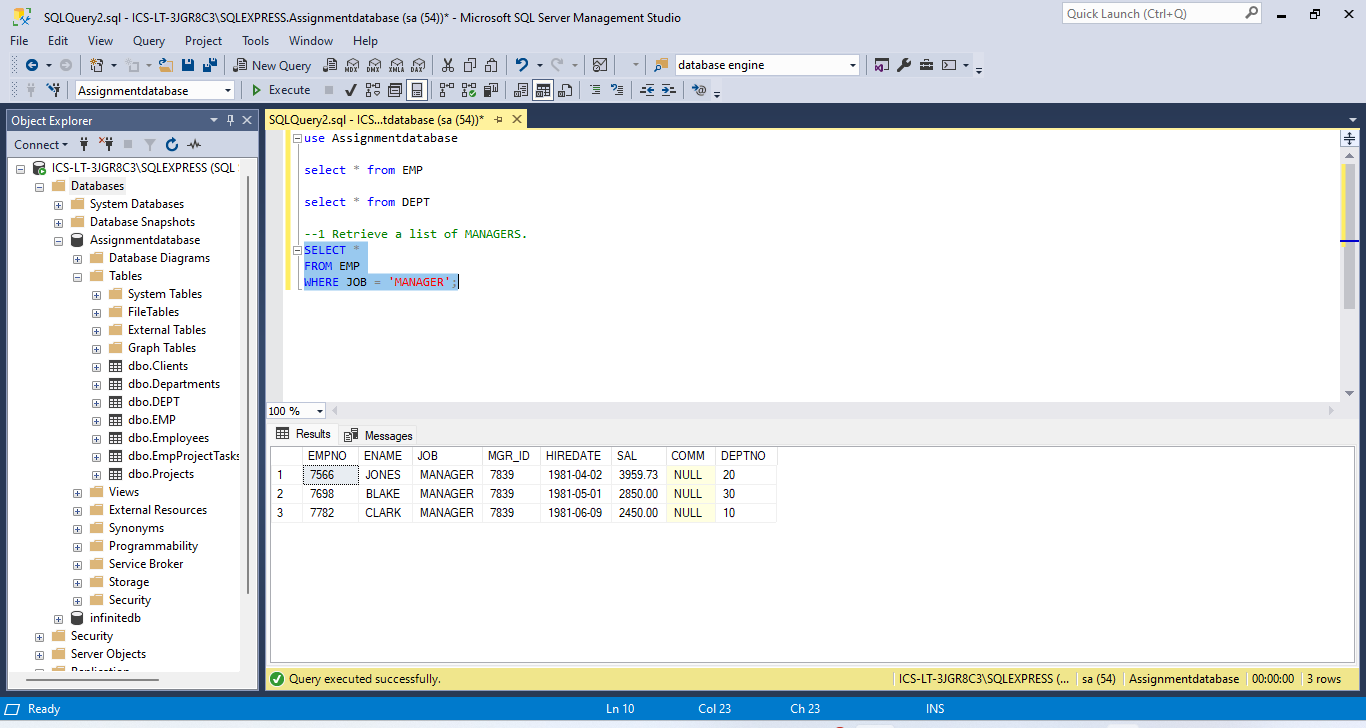 SQLQuery2.sql - ICS-LT-3JGR8C3\SQLEXPRESS.Assignmentdatabase (sa (54))* - Microsoft SQL Server Management Studio
Quick Launch (Ctrl+Q)
File Edit View Query Project Tools Window Help
New Query
MDX DMX XMLA DAX
database engine
Assignmentdatabase
Execute
Object Explorer
Connect
ICS-LT-3JGR8C3\SQLEXPRESS (SQL
Databases
System Databases
Database Snapshots
Assignmentdatabase
Database Diagrams
Tables
System Tables
FileTables
External Tables
Graph Tables
dbo.Clients
dbo.Departments
dbo.DEPT
dbo.EMP
dbo.Employees
dbo.EmpProjectTasks
dbo.Projects
Views
External Resources
Synonyms
Programmability
Service Broker
Storage
Security
infinitedb
Security
Server Objects
Replication
SQLQuery2.sql - ICS...tdatabase (sa (54))*
use Assignmentdatabase
select * from EMP
select * from DEPT
--1 Retrieve a list of MANAGERS.
SELECT *
FROM EMP
WHERE JOB = 'MANAGER';
100 %
Results Messages
EMPNO ENAME JOB MGR_ID HIREDATE SAL COMM DEPTNO
1 7566 JONES MANAGER 7839 1981-04-02 3959.73 NULL 20
2 7698 BLAKE MANAGER 7839 1981-05-01 2850.00 NULL 30
3 7782 CLARK MANAGER 7839 1981-06-09 2450.00 NULL 10
Query executed successfully.
ICS-LT-3JGR8C3\SQLEXPRESS (... sa (54) Assignmentdatabase 00:00:00 3 rows
Ready Ln 10 Col 23 Ch 23 INS